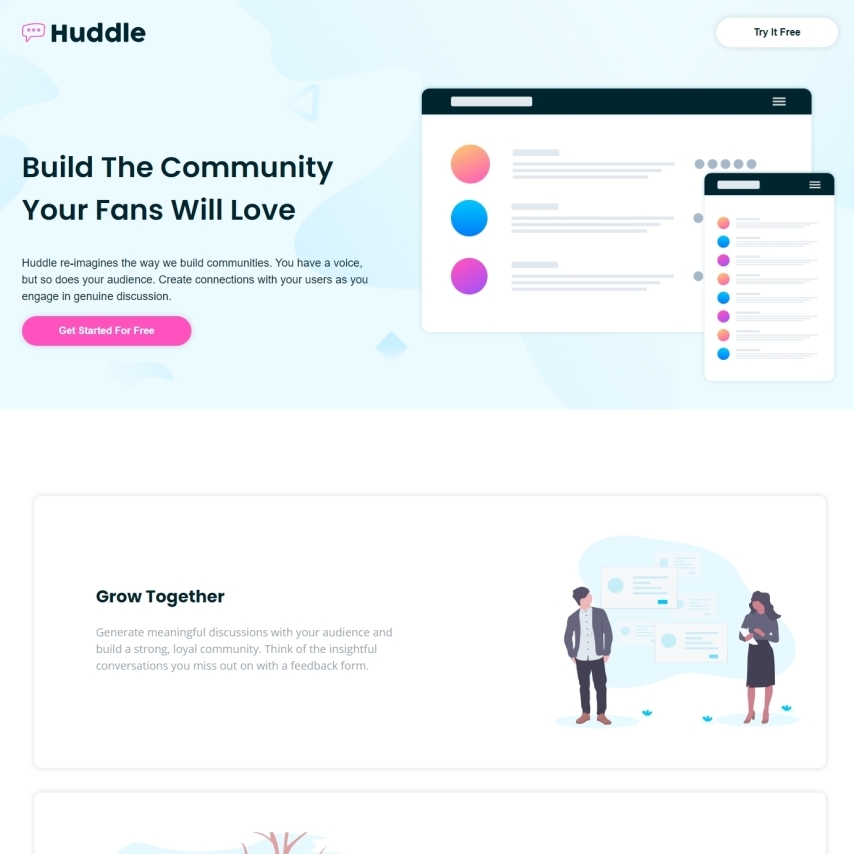 Huddle
Try It Free
Build The Community
Your Fans Will Love
Huddle re-imagines the way we build communities. You have a voice,
but so does your audience. Create connections with your users as you
engage in genuine discussion.
Get Started For Free
Grow Together
Generate meaningful discussions with your audience and
build a strong, loyal community. Think of the insightful
conversations you miss out on with a feedback form.